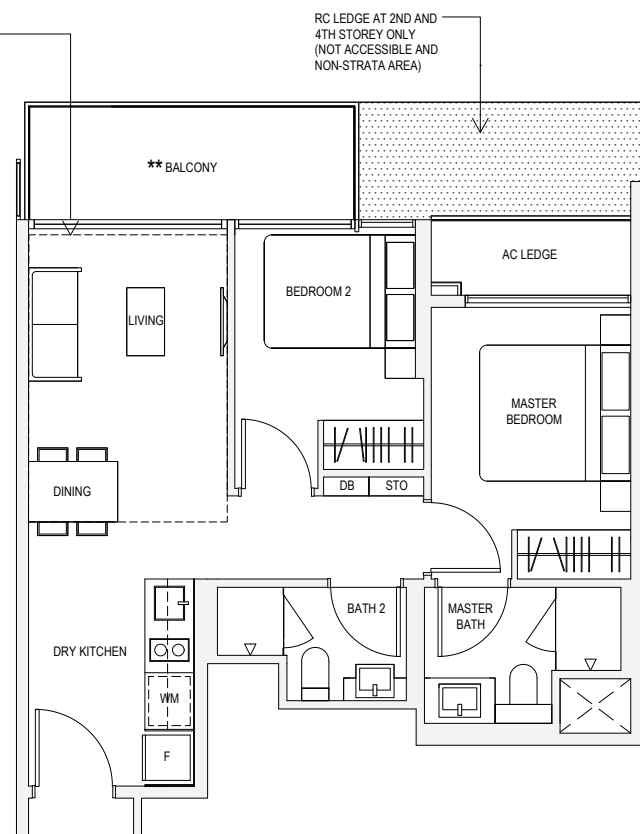 RC LEDGE AT 2ND AND
4TH STOREY ONLY
(NOT ACCESSIBLE AND
NON-STRATA AREA)
** BALCONY
AC LEDGE
BEDROOM 2
LIVING
MASTER
BEDROOM
DINING
DB
STO
BATH 2
MASTER
BATH
DRY KITCHEN
WM
F